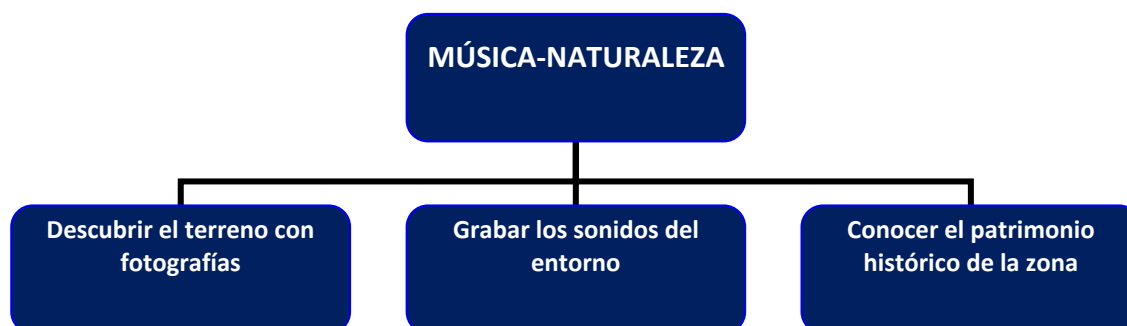 MÚSICA-NATURALEZA
Descubrir el terreno con
fotografías
Grabar los sonidos del
entorno
Conocer el patrimonio
histórico de la zona